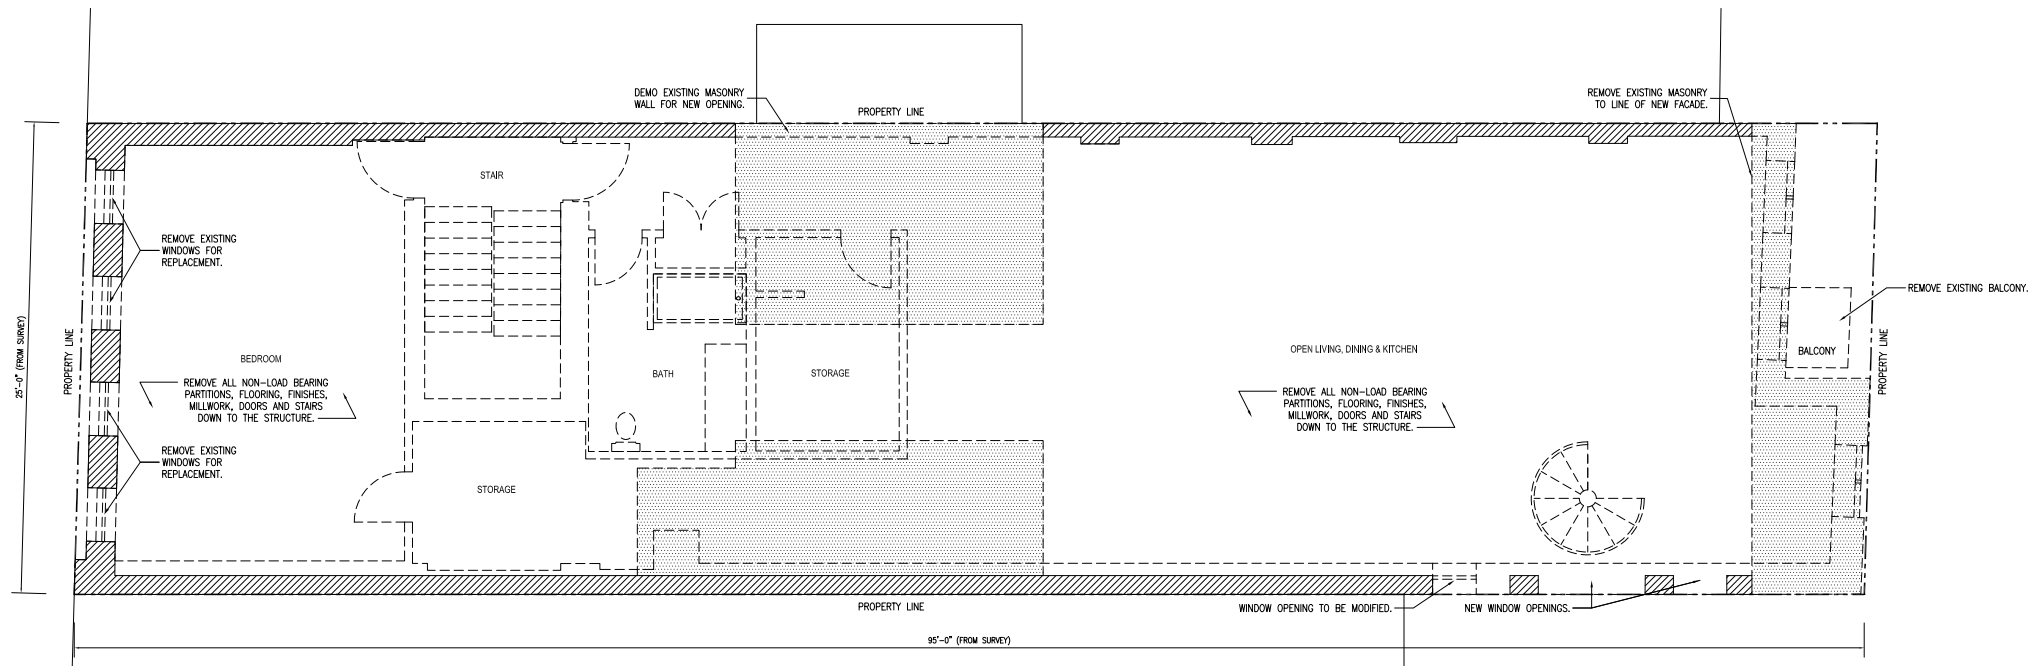 DEMO EXISTING MASONRY
WALL FOR NEW OPENING.
PROPERTY LINE
REMOVE EXISTING MASONRY
TO LINE OF NEW FACADE.
STAIR
REMOVE EXISTING
WINDOWS FOR
REPLACEMENT.
REMOVE EXISTING BALCONY.
25'-0" (FROM SURVEY)
PROPERTY LINE
BEDROOM
REMOVE ALL NON-LOAD BEARING
PARTITIONS, FLOORING, FINISHES,
MILLWORK, DOORS AND STAIRS
DOWN TO THE STRUCTURE.
BATH
STORAGE
OPEN LIVING, DINING & KITCHEN
REMOVE ALL NON-LOAD BEARING
PARTITIONS, FLOORING, FINISHES,
MILLWORK, DOORS AND STAIRS
DOWN TO THE STRUCTURE.
BALCONY
PROPERTY LINE
REMOVE EXISTING
WINDOWS FOR
REPLACEMENT.
STORAGE
PROPERTY LINE
WINDOW OPENING TO BE MODIFIED.
NEW WINDOW OPENINGS.
95'-0" (FROM SURVEY)